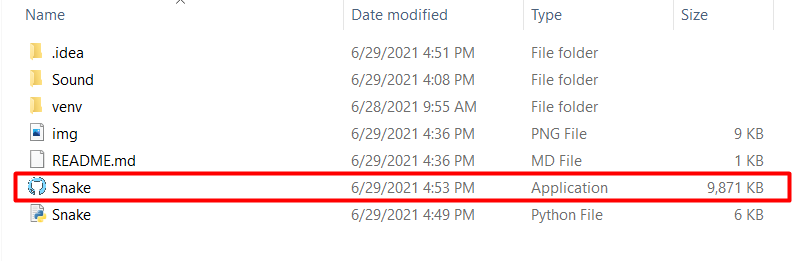 Name Date modified Type Size
.idea 6/29/2021 4:51 PM File folder
Sound 6/29/2021 4:08 PM File folder
venv 6/28/2021 9:55 AM File folder
img 6/29/2021 4:36 PM PNG File 9 KB
README.md 6/29/2021 4:36 PM MD File 1 KB
Snake 6/29/2021 4:53 PM Application 9,871 KB
Snake 6/29/2021 4:49 PM Python File 6 KB